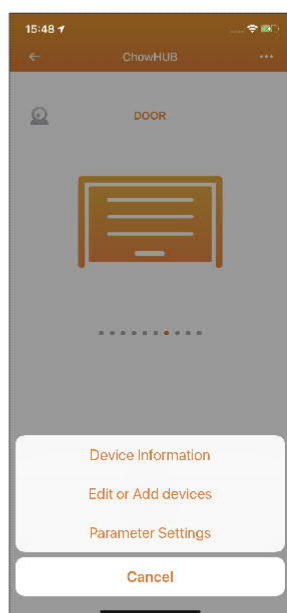 15:48
ChowHUB
DOOR
Device Information
Edit or Add devices
Parameter Settings
Cancel